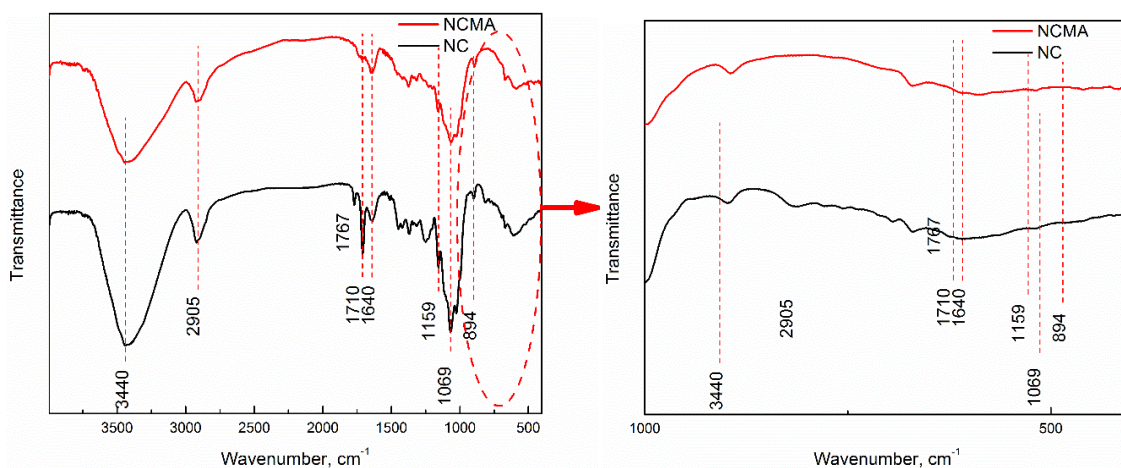 NCMA
NC
Transmittance
3440
2905
1767
1710
1640
1159
1069
894
3500 3000 2500 2000 1500 1000 500
Wavenumber, cm-1
NCMA
NC
Transmittance
3440
2905
1767
1710
1640
1159
1069
894
1000 500
Wavenumber, cm-1